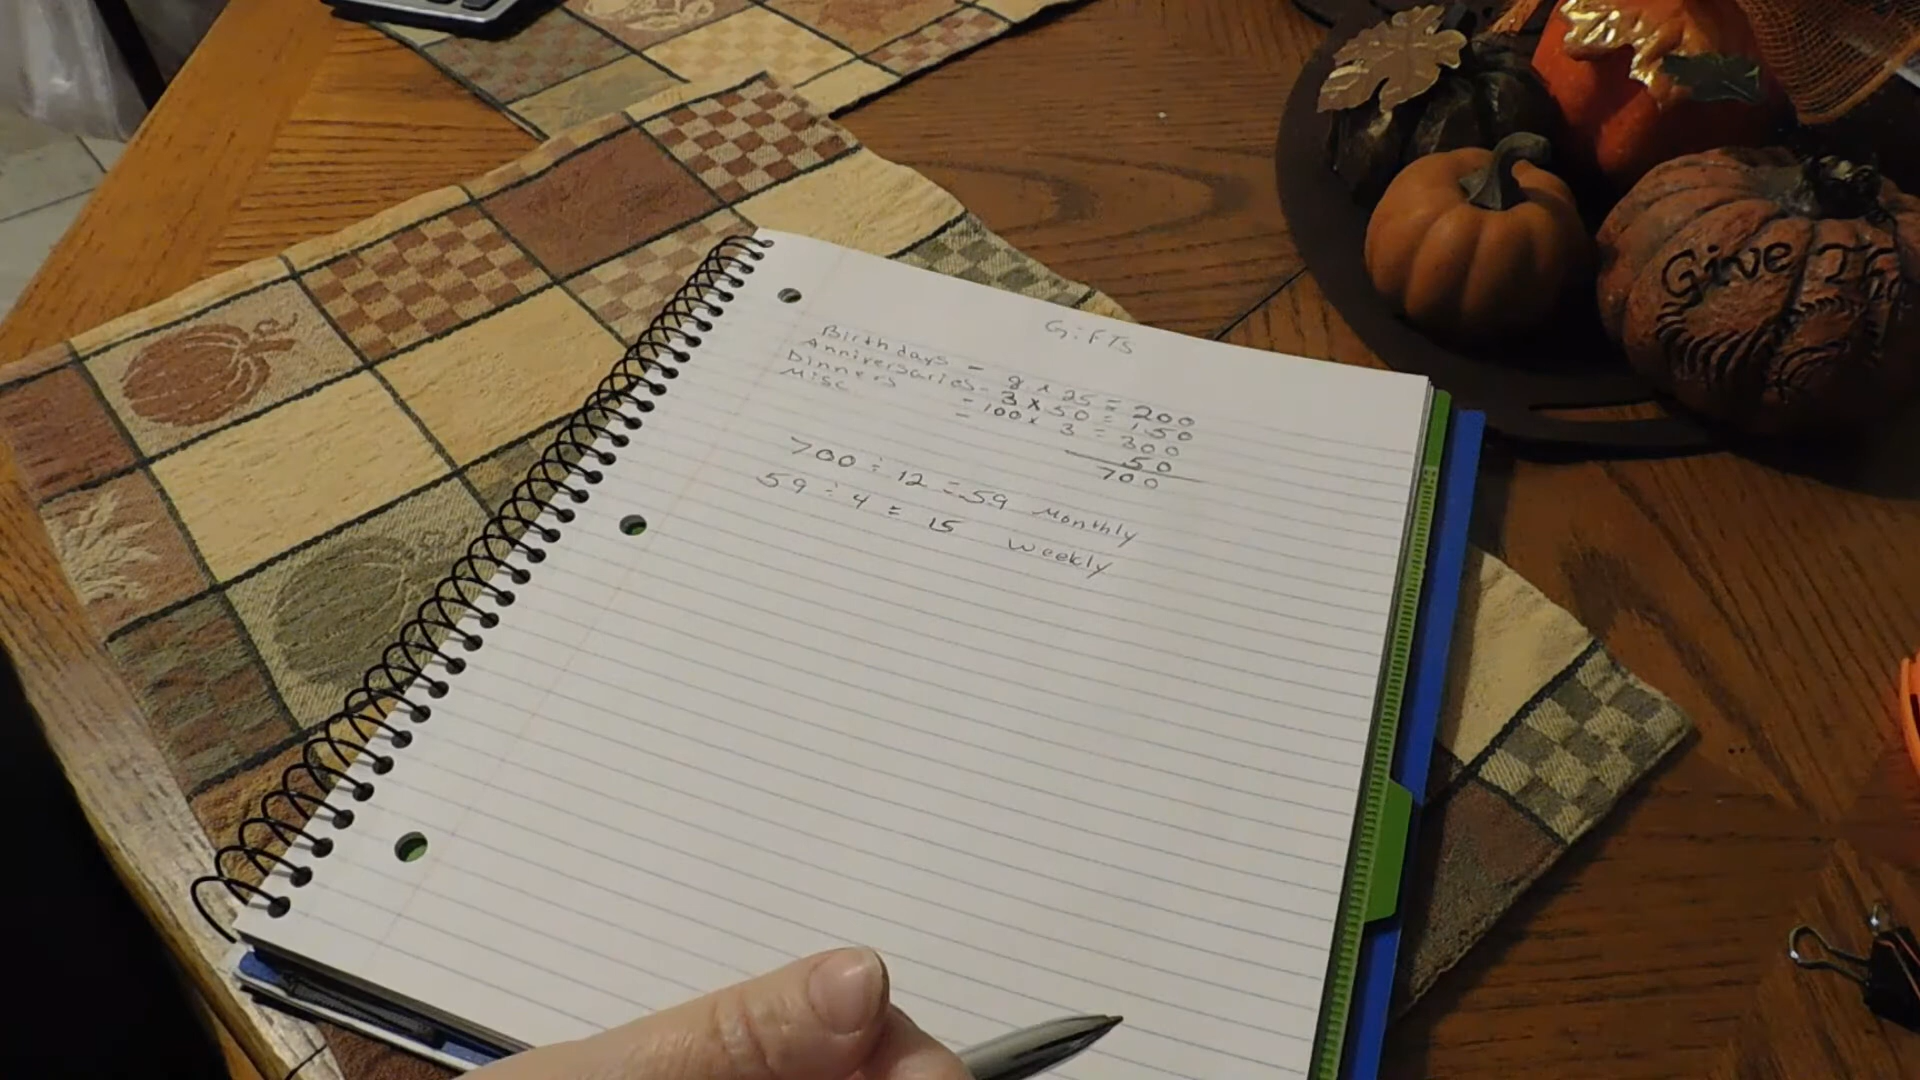 GiFTs
Birthdays - 8 x 25 = 200
Anniversaries - 3 x 50 = 150
Dinners - 100 x 3 = 300
Misc - 50
700
700 ÷ 12 = 59 Monthly
59 ÷ 4 = 15 weekly
Give Th